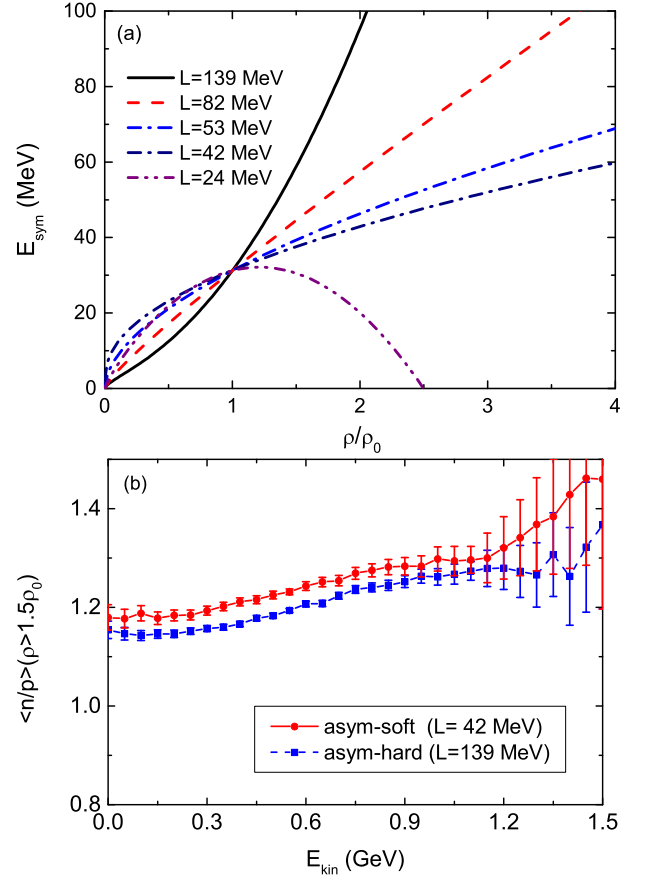 (a)
L=139 MeV
L=82 MeV
L=53 MeV
L=42 MeV
L=24 MeV
E_sym (MeV)
100
80
60
40
20
0
0 1 2 3 4
ρ/ρ_0
(b)
<n/p>(ρ>1.5ρ_0)
1.4
1.2
1.0
0.8
asym-soft (L= 42 MeV)
asym-hard (L=139 MeV)
0.0 0.3 0.6 0.9 1.2 1.5
E_kin (GeV)